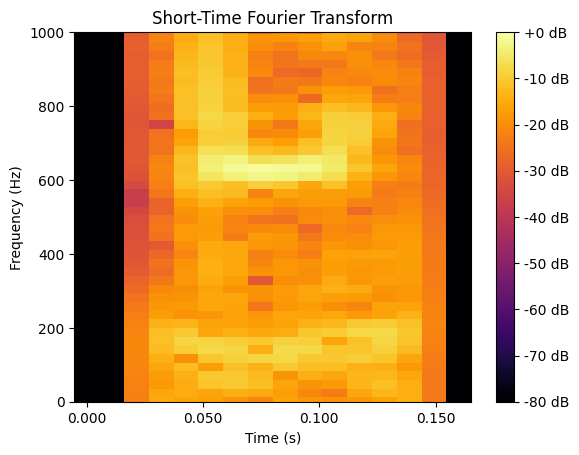 Short-Time Fourier Transform
Frequency (Hz)
1000
800
600
400
200
0
0.000
0.050
0.100
0.150
Time (s)
+0 dB
-10 dB
-20 dB
-30 dB
-40 dB
-50 dB
-60 dB
-70 dB
-80 dB